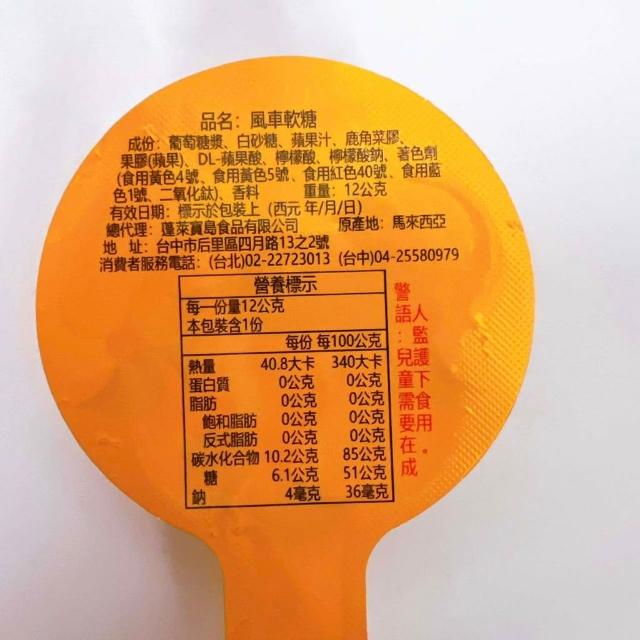 品名：風車軟糖
成份：葡萄糖漿、白砂糖、蘋果汁、鹿角菜膠、
果膠(蘋果)、DL-蘋果酸、檸檬酸、檸檬酸鈉、著色劑
(食用黃色4號、食用黃色5號、食用紅色40號、食用藍
色1號、二氧化鈦)、香料 重量：12公克
有效日期：標示於包裝上（西元 年/月/日）
總代理：蓬萊寶島食品有限公司 原產地：馬來西亞
地 址：台中市后里區四月路13之2號
消費者服務電話：(台北)02-22723013 (台中)04-25580979
營養標示
每一份量12公克
本包裝含1份
每份 每100公克
熱量 40.8大卡 340大卡
蛋白質 0公克 0公克
脂肪 0公克 0公克
飽和脂肪 0公克 0公克
反式脂肪 0公克 0公克
碳水化合物 10.2公克 85公克
糖 6.1公克 51公克
鈉 4毫克 36毫克
警語：兒童需要在成
人監護下食用。